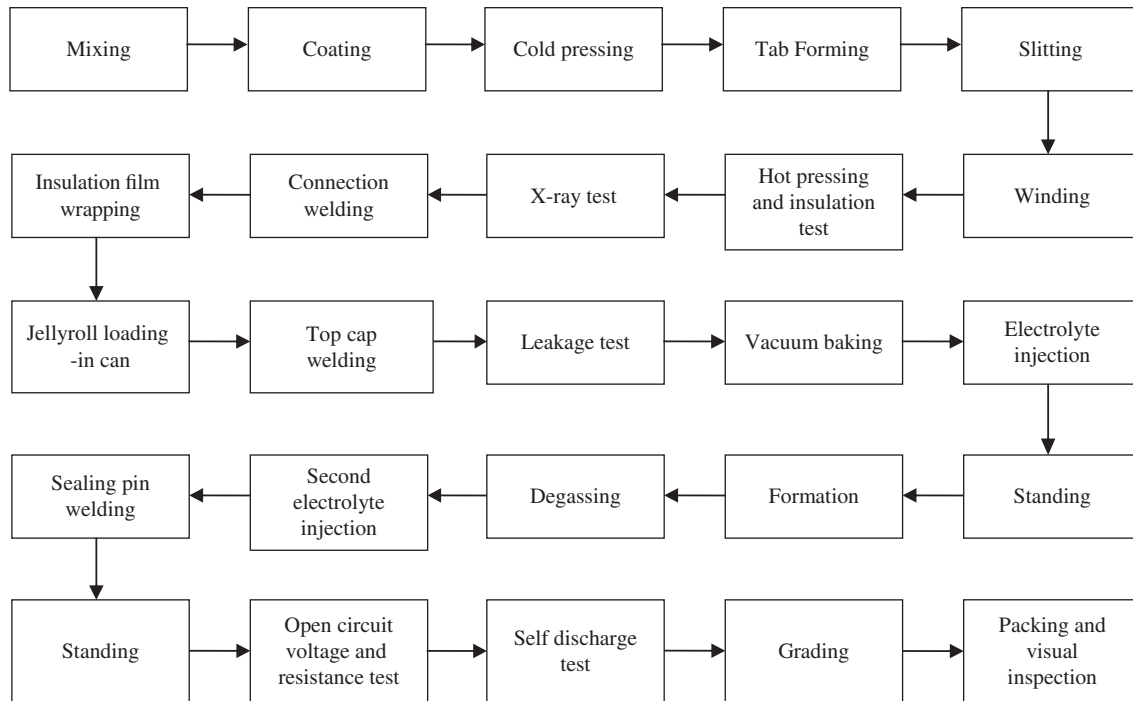 Mixing
Coating
Cold pressing
Tab Forming
Slitting
Insulation film
wrapping
Connection
welding
X-ray test
Hot pressing
and insulation
test
Winding
Jellyroll loading
-in can
Top cap
welding
Leakage test
Vacuum baking
Electrolyte
injection
Sealing pin
welding
Second
electrolyte
injection
Degassing
Formation
Standing
Standing
Open circuit
voltage and
resistance test
Self discharge
test
Grading
Packing and
visual
inspection